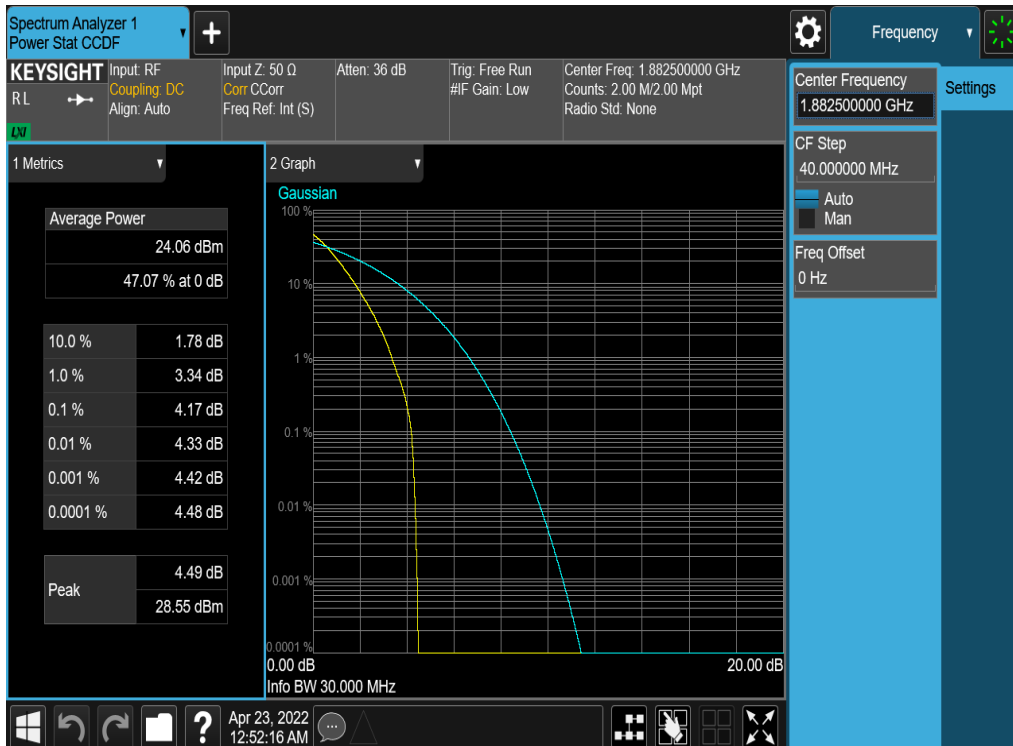 Spectrum Analyzer 1
Power Stat CCDF
+
Frequency
KEYSIGHT
R L
LXI
Input: RF
Coupling: DC
Align: Auto
Input Z: 50 Ω
Corr CCorr
Freq Ref: Int (S)
Atten: 36 dB
Trig: Free Run
#IF Gain: Low
Center Freq: 1.882500000 GHz
Counts: 2.00 M/2.00 Mpt
Radio Std: None
Center Frequency
1.882500000 GHz
Settings
CF Step
40.000000 MHz
Auto
Man
Freq Offset
0 Hz
1 Metrics
Average Power
24.06 dBm
47.07 % at 0 dB
10.0 % 1.78 dB
1.0 % 3.34 dB
0.1 % 4.17 dB
0.01 % 4.33 dB
0.001 % 4.42 dB
0.0001 % 4.48 dB
Peak
4.49 dB
28.55 dBm
2 Graph
Gaussian
100 %
10 %
1 %
0.1 %
0.01 %
0.001 %
0.0001 %
0.00 dB 20.00 dB
Info BW 30.000 MHz
?
Apr 23, 2022
12:52:16 AM